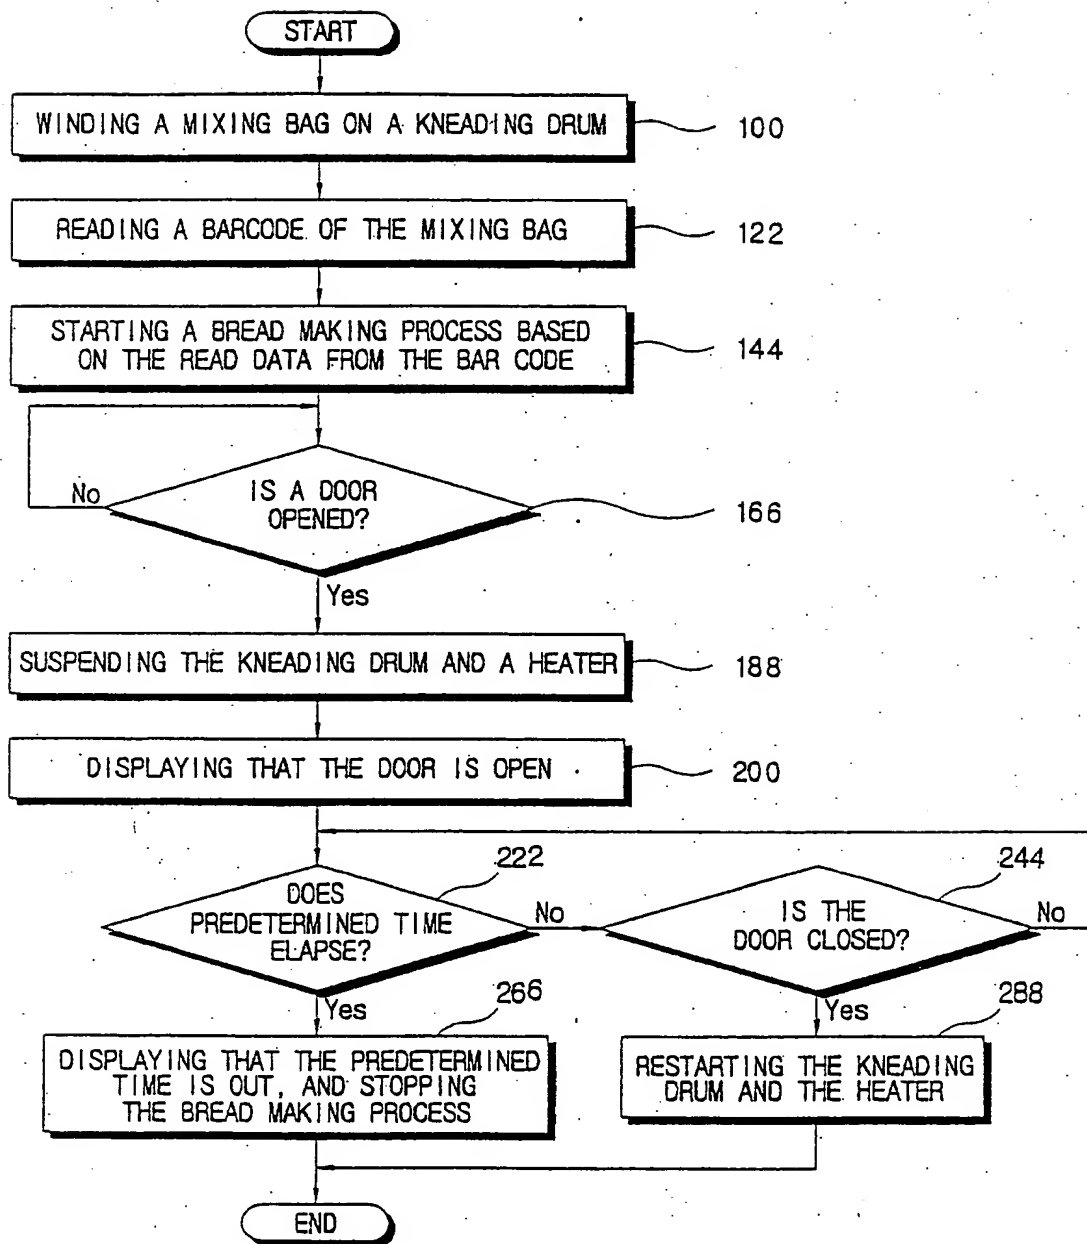 START
WINDING A MIXING BAG ON A KNEADING DRUM
100
READING A BARCODE OF THE MIXING BAG
122
STARTING A BREAD MAKING PROCESS BASED
ON THE READ DATA FROM THE BAR CODE
144
No
IS A DOOR
OPENED?
166
Yes
SUSPENDING THE KNEADING DRUM AND A HEATER
188
DISPLAYING THAT THE DOOR IS OPEN
200
222
DOES
PREDETERMINED TIME
ELAPSE?
No
244
IS THE
DOOR CLOSED?
No
Yes
266
DISPLAYING THAT THE PREDETERMINED
TIME IS OUT, AND STOPPING
THE BREAD MAKING PROCESS
Yes
288
RESTARTING THE KNEADING
DRUM AND THE HEATER
END